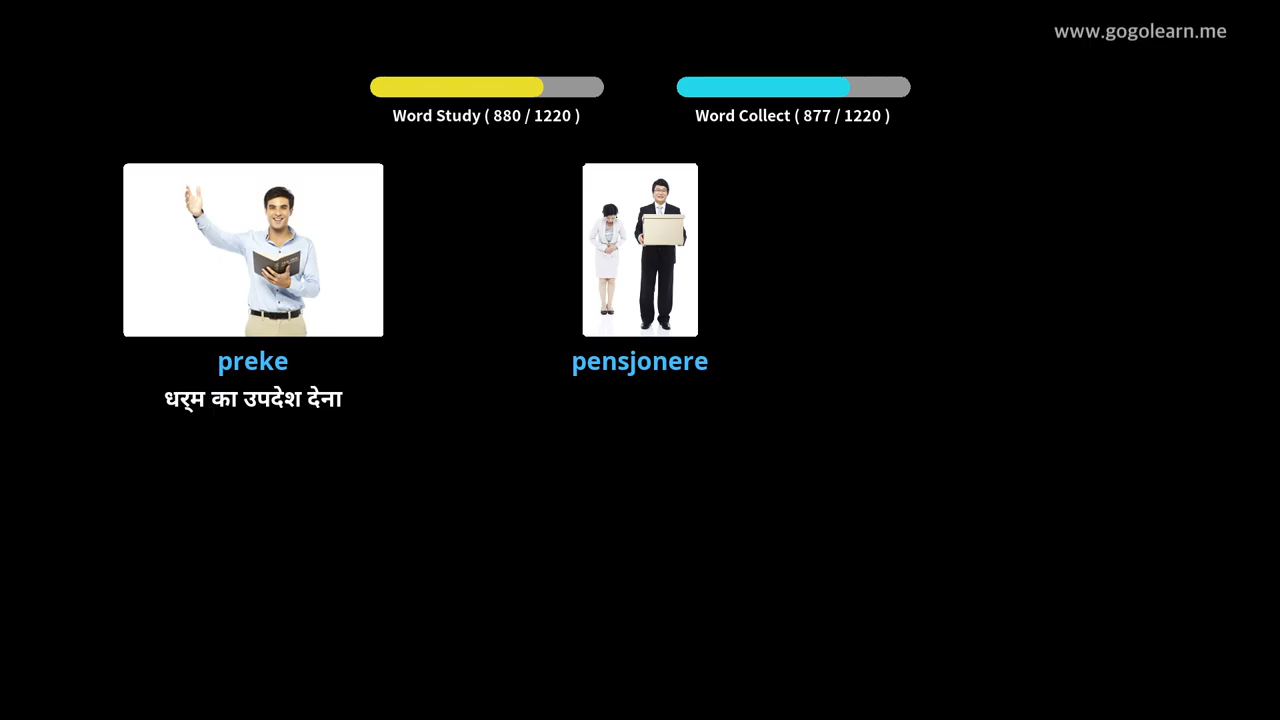 www.gogolearn.me
Word Study ( 880 / 1220 )
Word Collect ( 877 / 1220 )
preke
धर्म का उपदेश देना
pensjonere